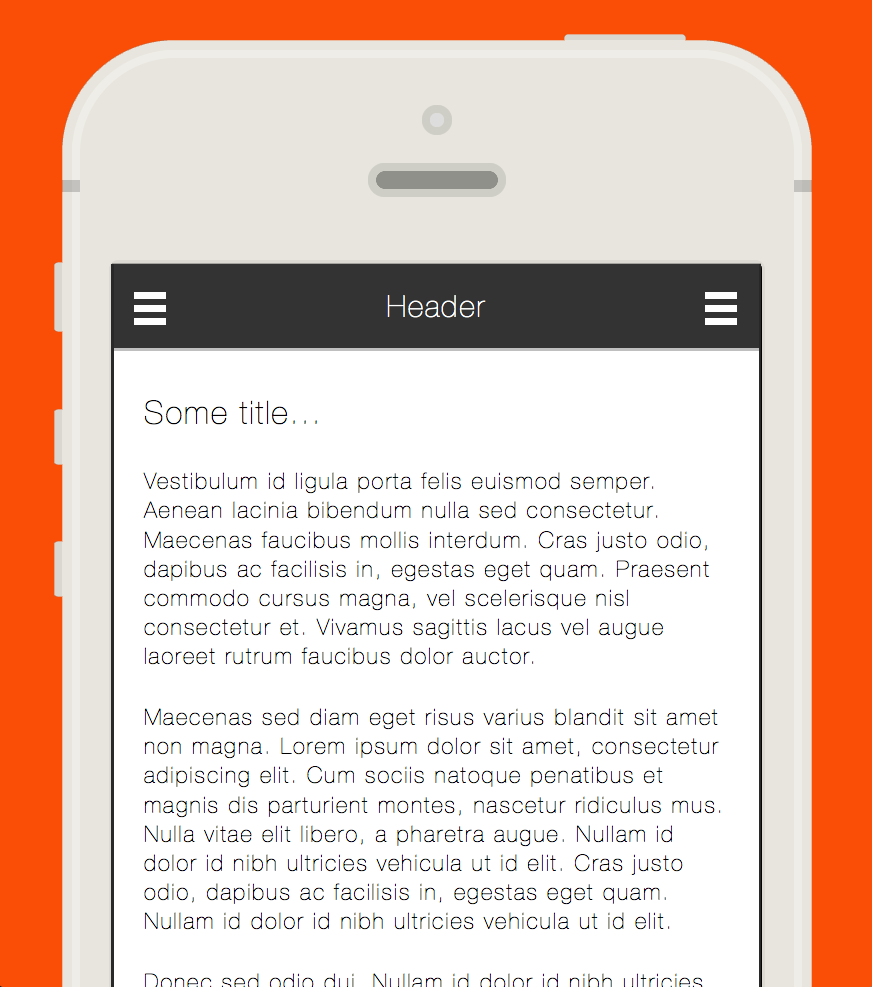 Header
Some title...
Vestibulum id ligula porta felis euismod semper.
Aenean lacinia bibendum nulla sed consectetur.
Maecenas faucibus mollis interdum. Cras justo odio,
dapibus ac facilisis in, egestas eget quam. Praesent
commodo cursus magna, vel scelerisque nisl
consectetur et. Vivamus sagittis lacus vel augue
laoreet rutrum faucibus dolor auctor.
Maecenas sed diam eget risus varius blandit sit amet
non magna. Lorem ipsum dolor sit amet, consectetur
adipiscing elit. Cum sociis natoque penatibus et
magnis dis parturient montes, nascetur ridiculus mus.
Nulla vitae elit libero, a pharetra augue. Nullam id
dolor id nibh ultricies vehicula ut id elit. Cras justo
odio, dapibus ac facilisis in, egestas eget quam.
Nullam id dolor id nibh ultricies vehicula ut id elit.
Donec sed odio dui. Nullam id dolor id nibh ultricies